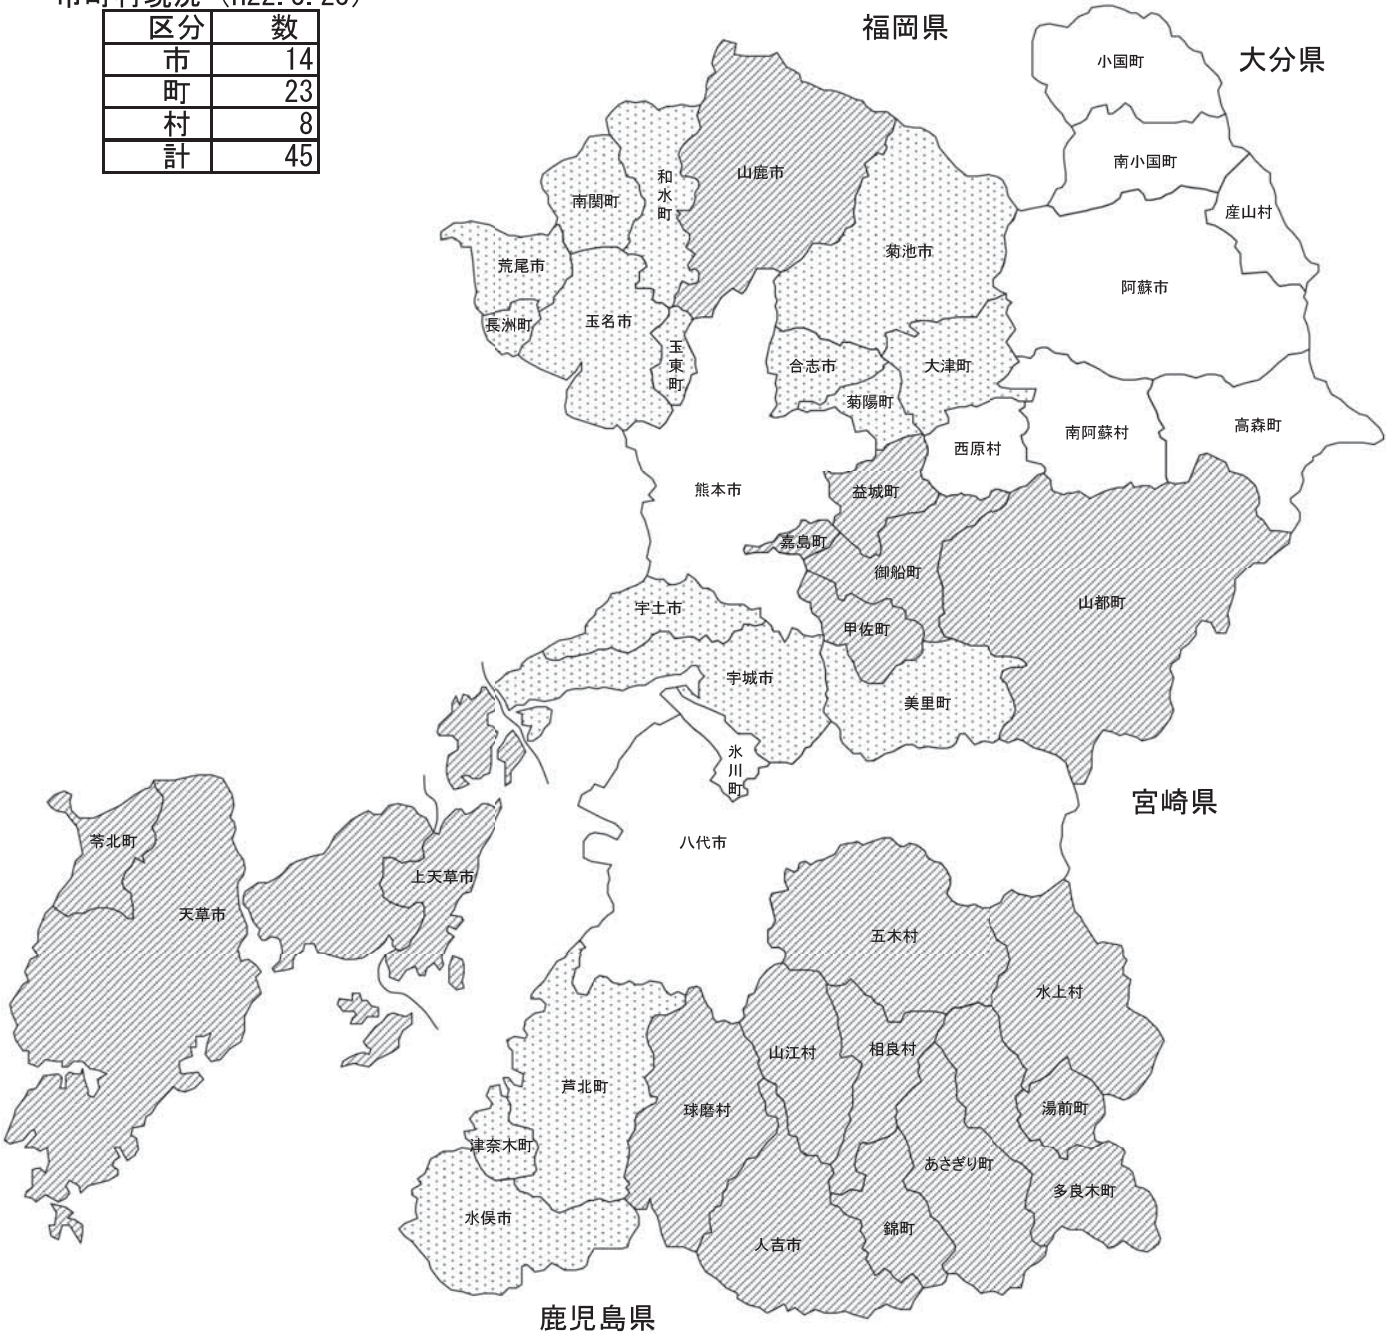 市町村現況 (H22.3.23)
区分 数
市 14
町 23
村 8
計 45
福岡県
大分県
小国町
南小国町
産山村
山鹿市
和水町
南関町
菊池市
荒尾市
阿蘇市
長洲町
玉名市
玉東町
合志市
大津町
菊陽町
西原村
南阿蘇村
高森町
熊本市
益城町
嘉島町
御船町
山都町
宇土市
甲佐町
宇城市
美里町
氷川町
宮崎県
苓北町
八代市
上天草市
天草市
五木村
水上村
山江村
相良村
芦北町
球磨村
湯前町
津奈木町
あさぎり町
多良木町
水俣市
錦町
人吉市
鹿児島県